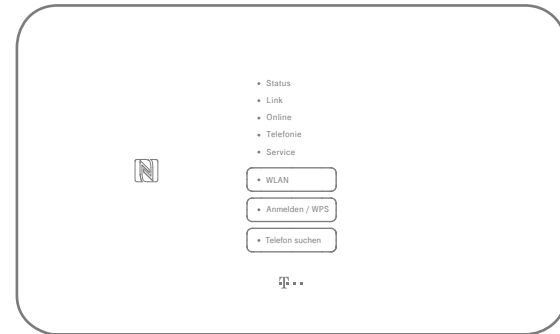 Status
Link
Online
Telefonie
Service
WLAN
Anmelden / WPS
Telefon suchen
T